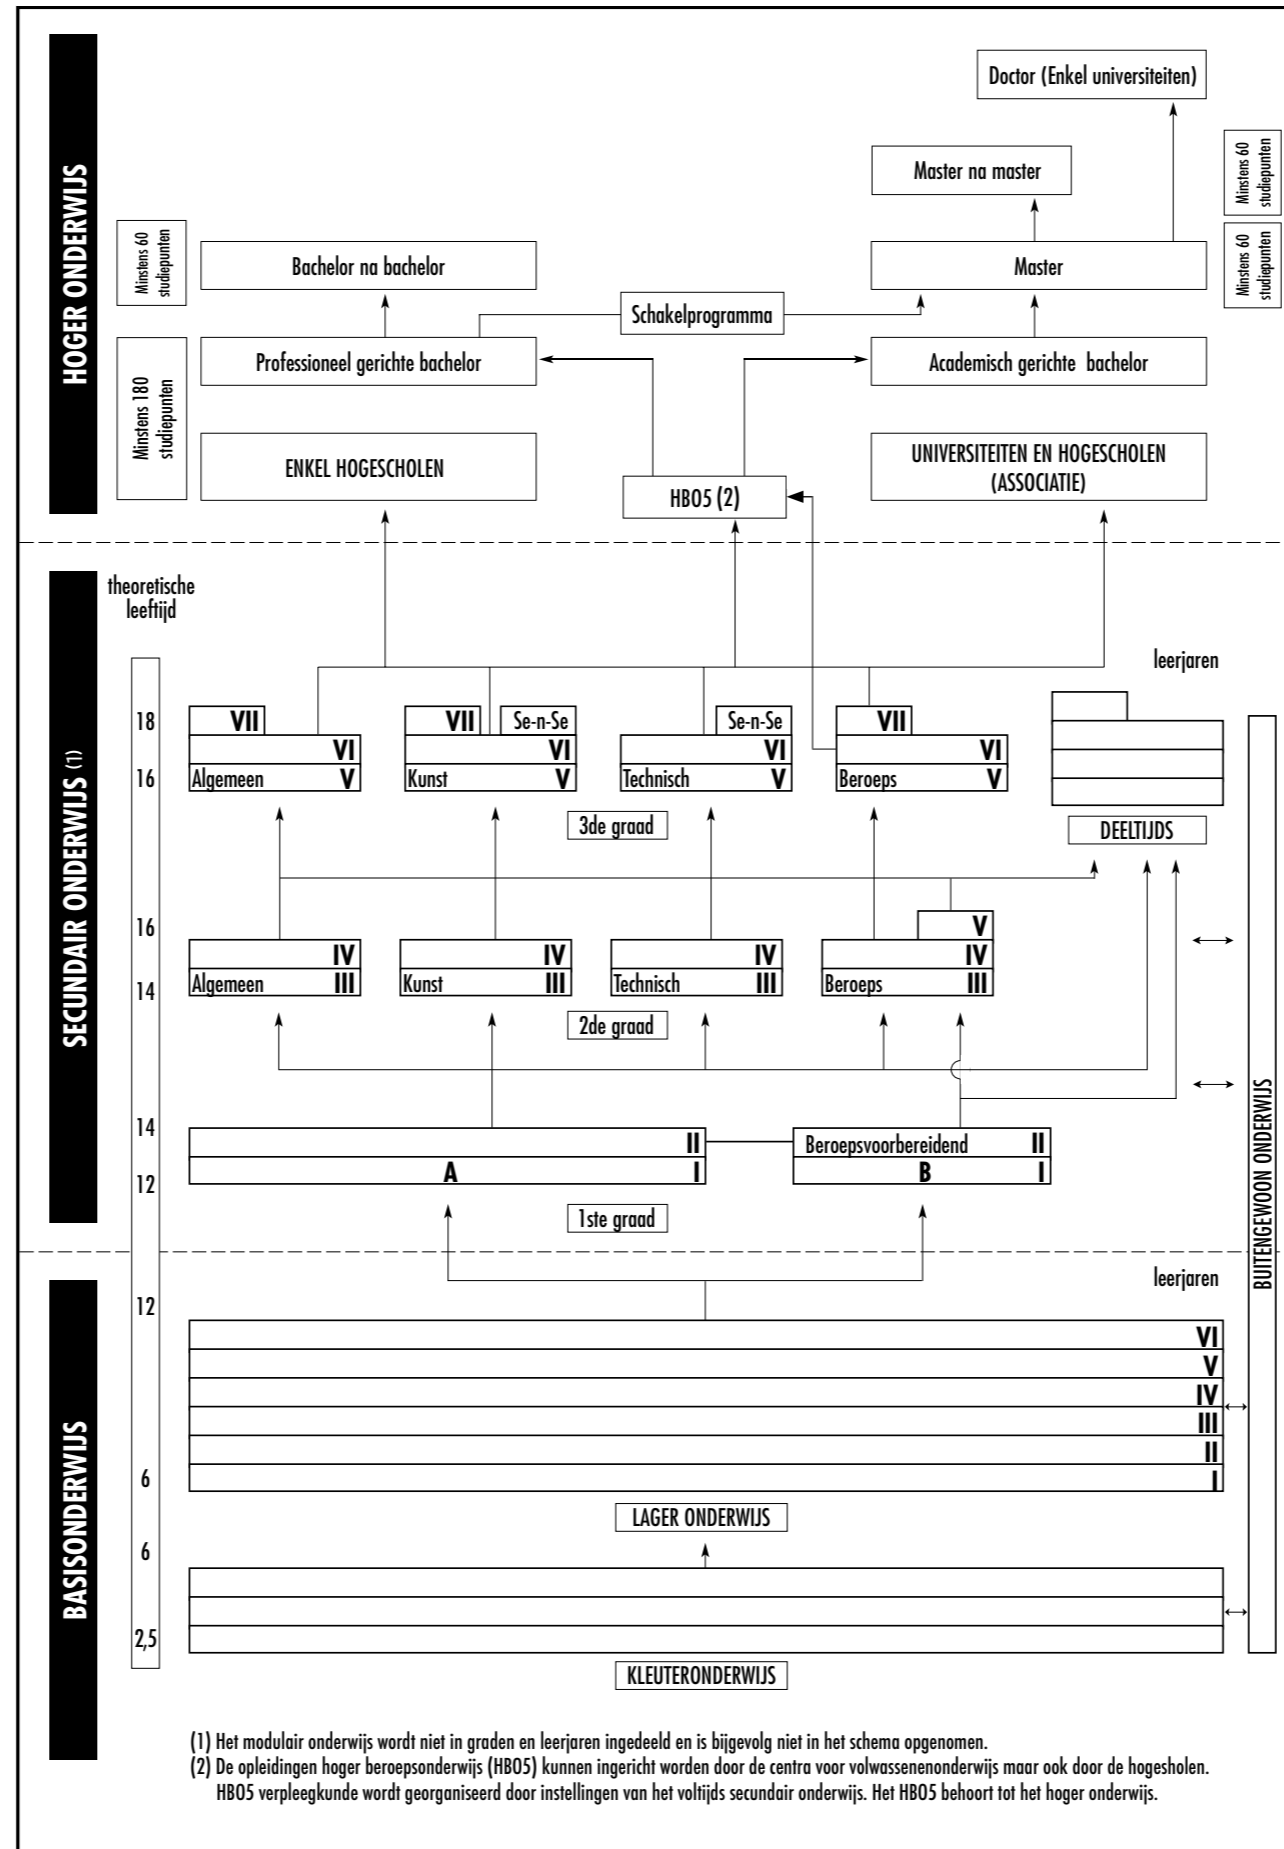 HOGER ONDERWIJS
Doctor (Enkel universiteiten)
Minstens 60
studiepunten
Master na master
Minstens 60
studiepunten
Bachelor na bachelor
Master
Minstens 60
studiepunten
Schakelprogramma
Minstens 180
studiepunten
Professioneel gerichte bachelor
Academisch gerichte bachelor
ENKEL HOGESCHOLEN
HBO5 (2)
UNIVERSITEITEN EN HOGESCHOLEN
(ASSOCIATIE)
SECUNDAIR ONDERWIJS (1)
theoretische
leeftijd
leerjaren
18
VII
VII
Se-n-Se
Se-n-Se
VII
VI
VI
VI
VI
16
Algemeen V
Kunst V
Technisch V
Beroeps V
3de graad
DEELTIJDS
16
V
IV
IV
IV
IV
14
Algemeen III
Kunst III
Technisch III
Beroeps III
2de graad
14
II
Beroepsvoorbereidend II
12
A I
B I
1ste graad
BUITENGEWOON ONDERWIJS
BASISONDERWIJS
leerjaren
12
VI
V
IV
III
II
6
I
LAGER ONDERWIJS
6
2,5
KLEUTERONDERWIJS
(1) Het modulair onderwijs wordt niet in graden en leerjaren ingedeeld en is bijgevolg niet in het schema opgenomen.
(2) De opleidingen hoger beroepsonderwijs (HBO5) kunnen ingericht worden door de centra voor volwassenenonderwijs maar ook door de hogesholen.
HBO5 verpleegkunde wordt georganiseerd door instellingen van het voltijds secundair onderwijs. Het HBO5 behoort tot het hoger onderwijs.